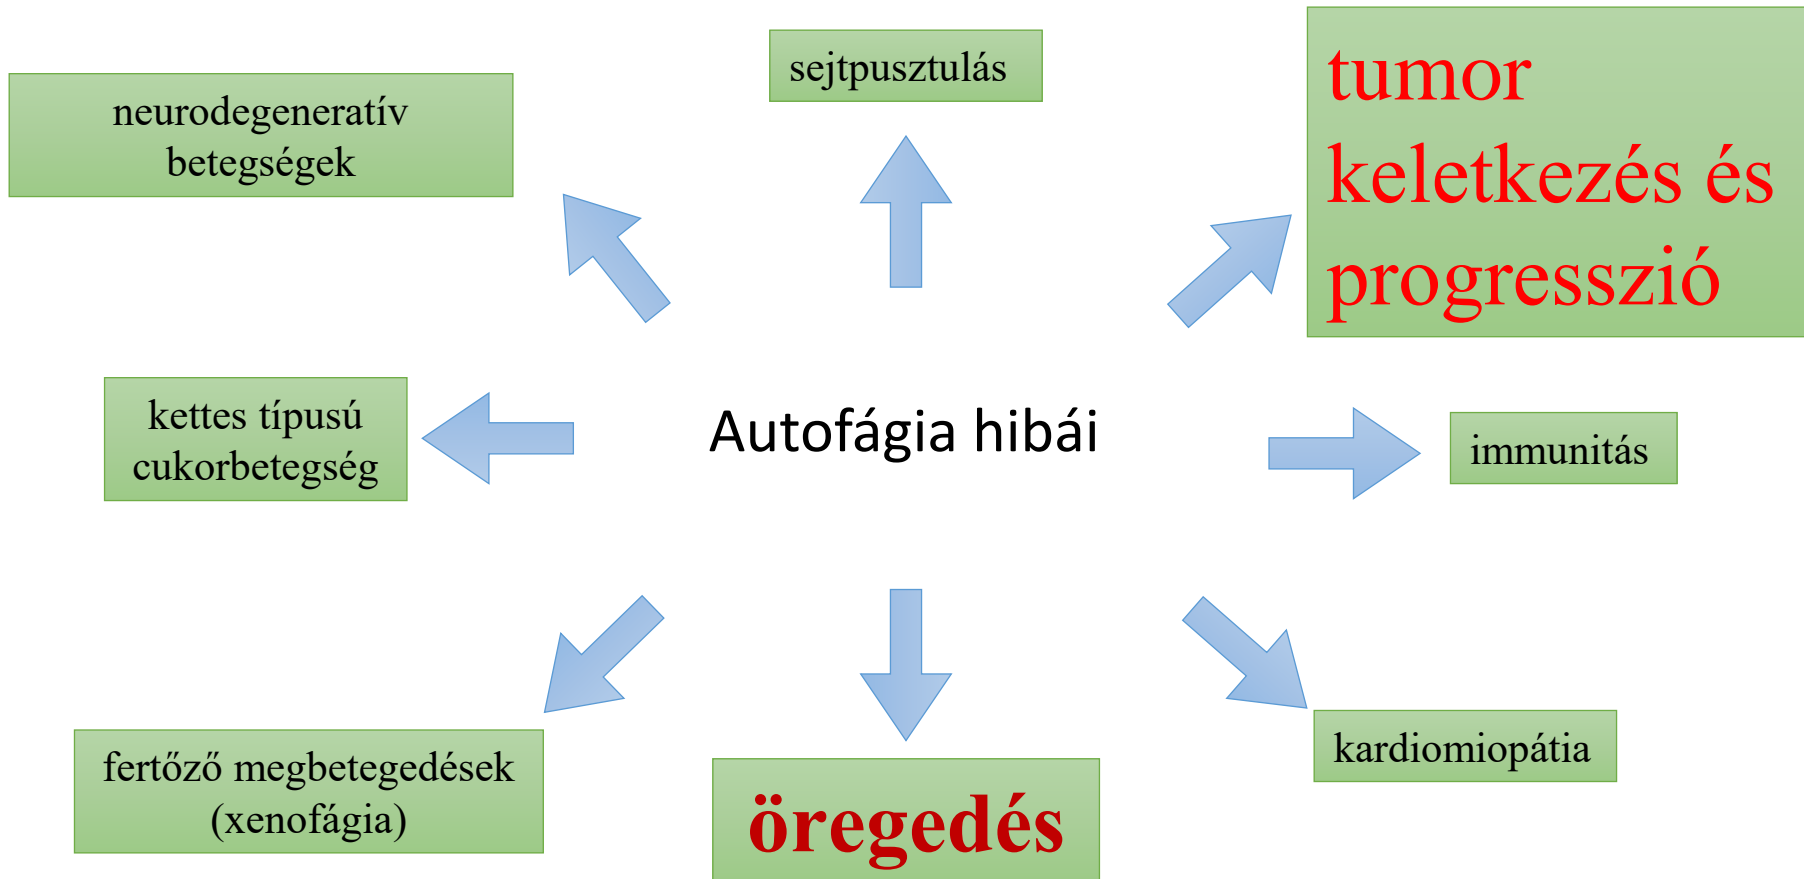 sejtpusztulás
tumor
keletkezés és
progresszió
neurodegeneratív
betegségek
kettes típusú
cukorbetegség
Autofágia hibái
immunitás
fertőző megbetegedések
(xenofágia)
öregedés
kardiomiopátia